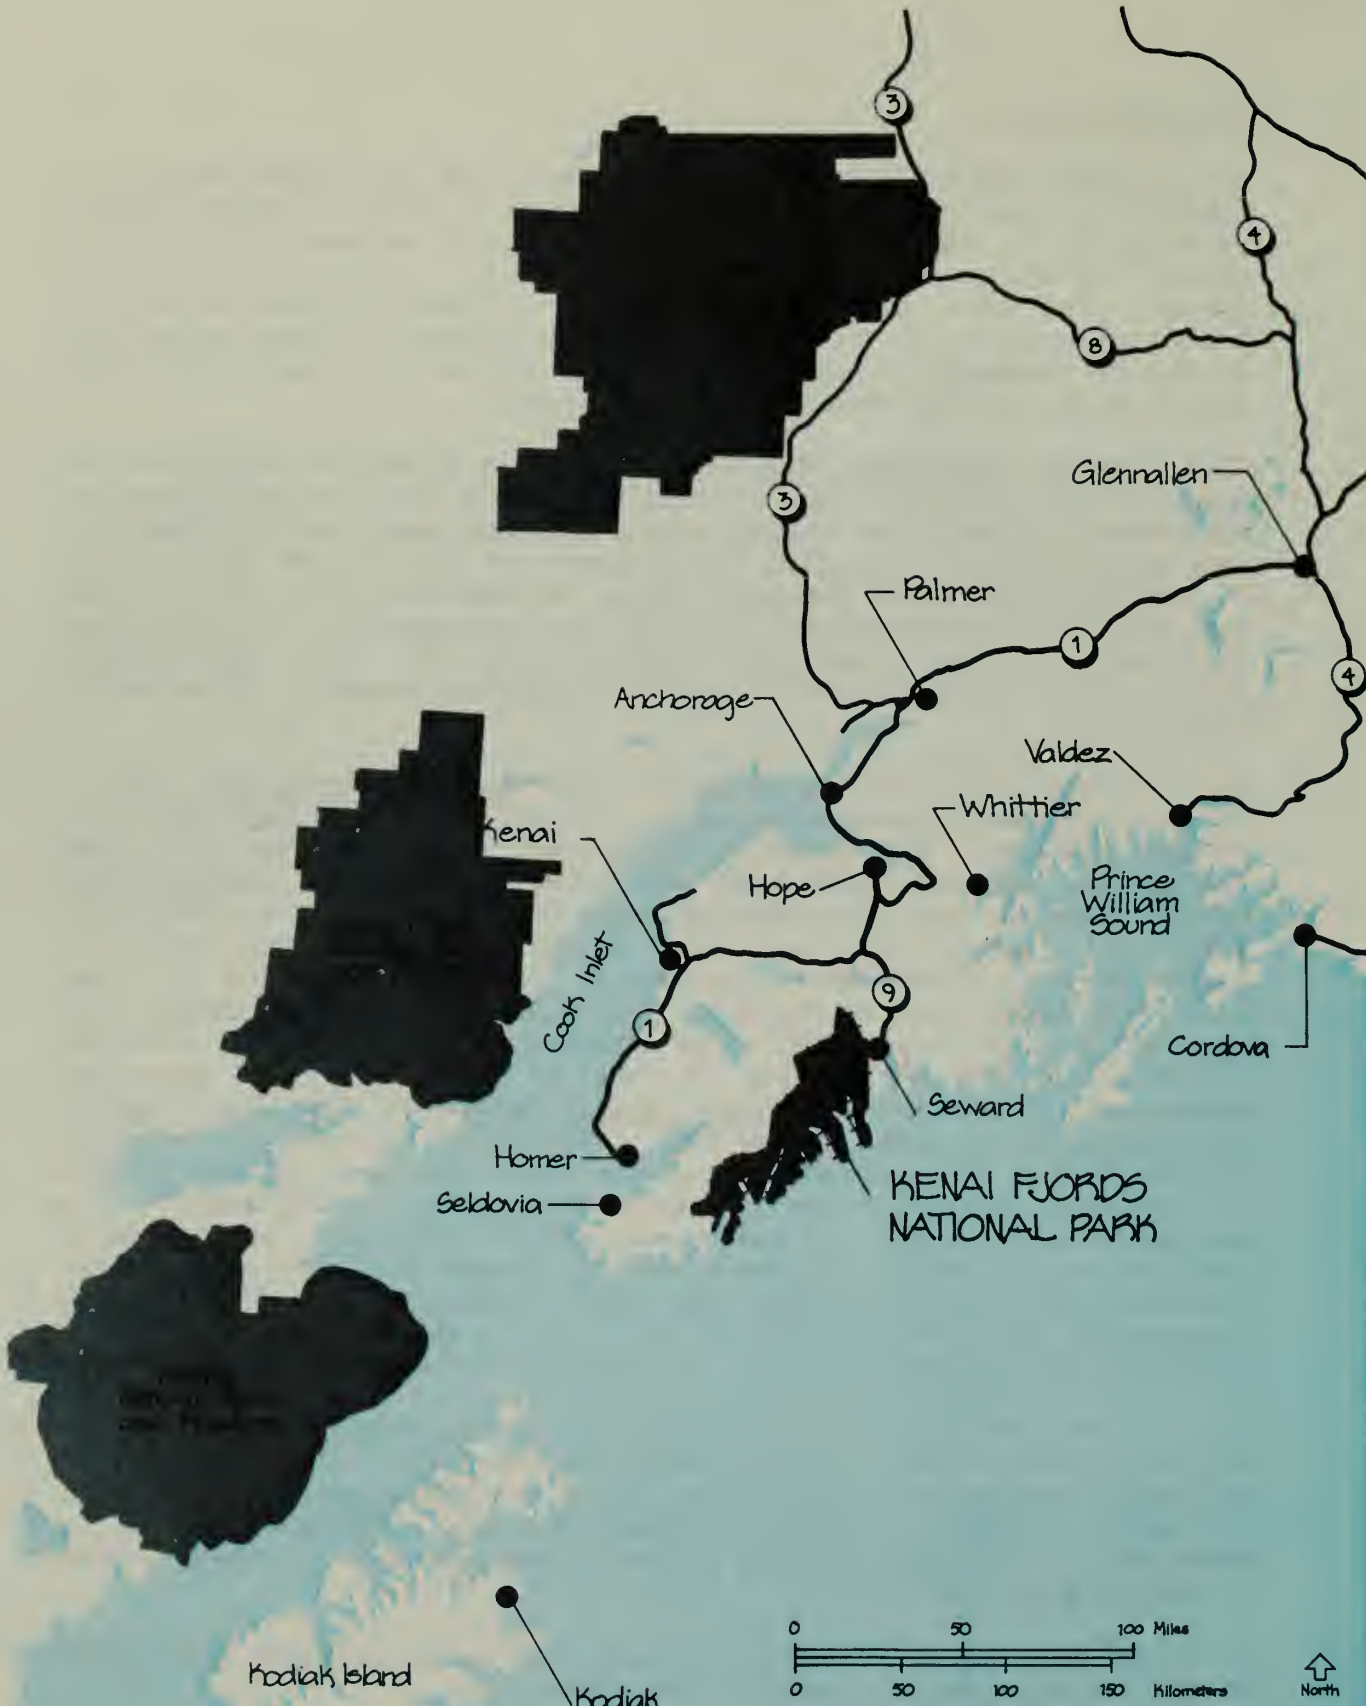 3
4
8
Glennallen
3
Palmer
1
4
Anchorage
Valdez
Whittier
Kenai
Hope
Prince
William
Sound
Cook Inlet
9
1
Cordova
Seward
Homer
Seldovia
KENAI FJORDS
NATIONAL PARK
0 50 100 Miles
0 50 100 150 Kilometers
North
Kodiak Island
Kodiak